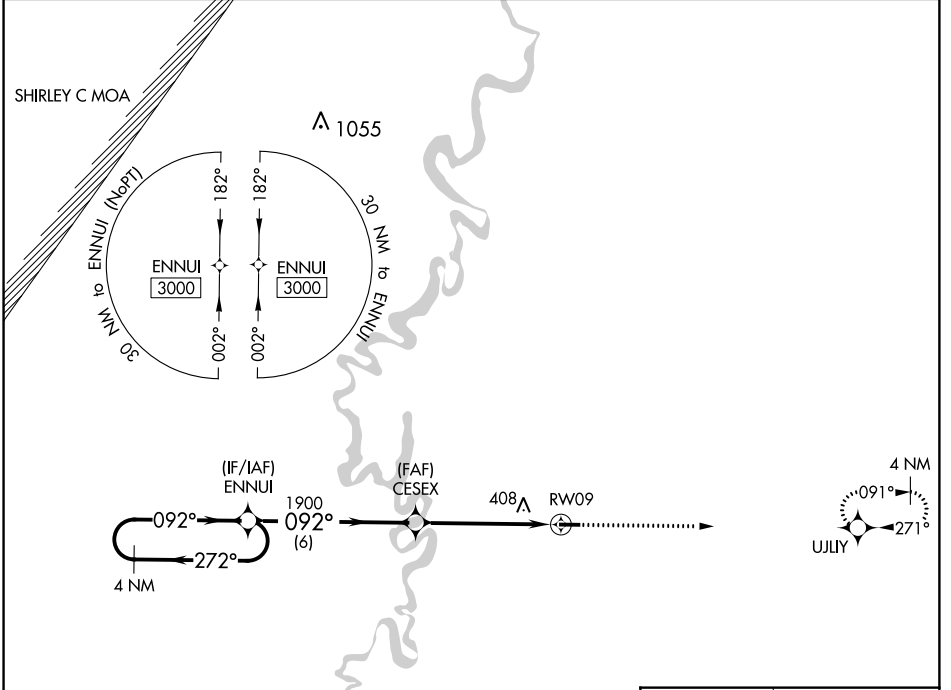 SHIRLEY C MOA
1055
30 NM to ENNUI (NoPT)
182°
182°
30 NM to ENNUI
ENNUI
3000
ENNUI
3000
002°
002°
(IF/IAF)
ENNUI
092°
272°
4 NM
1900
092°
(6)
(FAF)
CESEX
408
RW09
4 NM
091°
271°
UJLIY